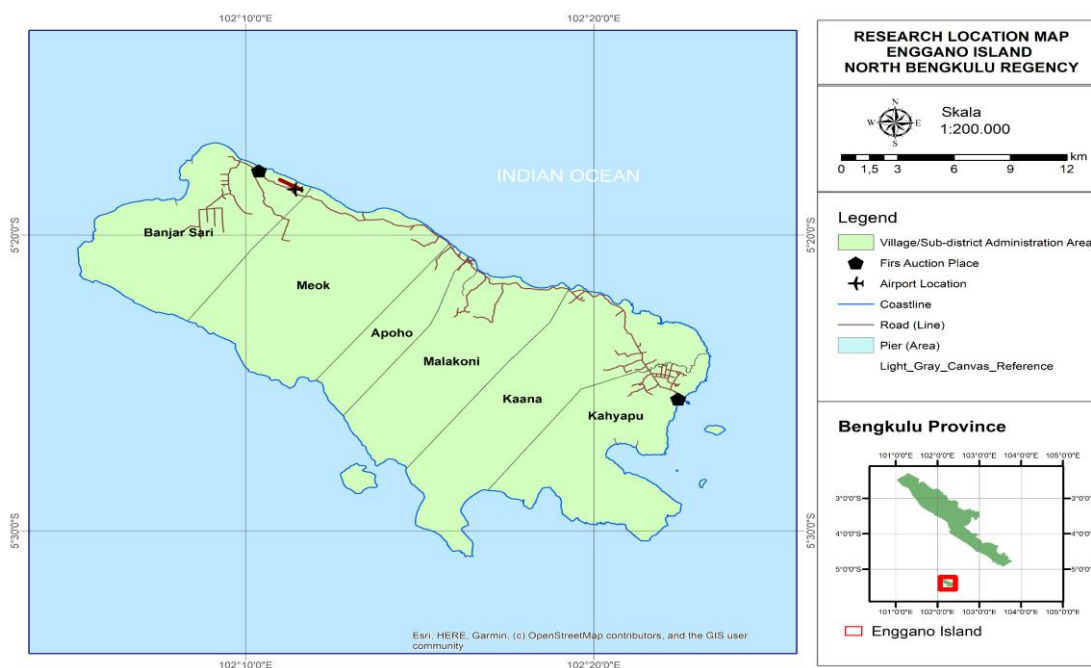 102°10'0"E 102°20'0"E
RESEARCH LOCATION MAP
ENGGANO ISLAND
NORTH BENGKULU REGENCY
N
W E
S
Skala
1:200.000
km
0 1,5 3 6 9 12
INDIAN OCEAN
5°20'0"S 5°20'0"S
Banjar Sari
Meok
Apoho
Malakoni
Kaana
Kahyapu
5°30'0"S 5°30'0"S
Esri, HERE, Garmin, (c) OpenStreetMap contributors, and the GIS user
community
102°10'0"E 102°20'0"E
Legend
Village/Sub-district Administration Area
Firs Auction Place
Airport Location
Coastline
Road (Line)
Pier (Area)
Light_Gray_Canvas_Reference
Bengkulu Province
101°0'0"E 102°0'0"E 103°0'0"E 104°0'0"E 105°0'0"E
3°0'0"S 3°0'0"S
4°0'0"S 4°0'0"S
5°0'0"S 5°0'0"S
101°0'0"E 102°0'0"E 103°0'0"E 104°0'0"E 105°0'0"E
Enggano Island